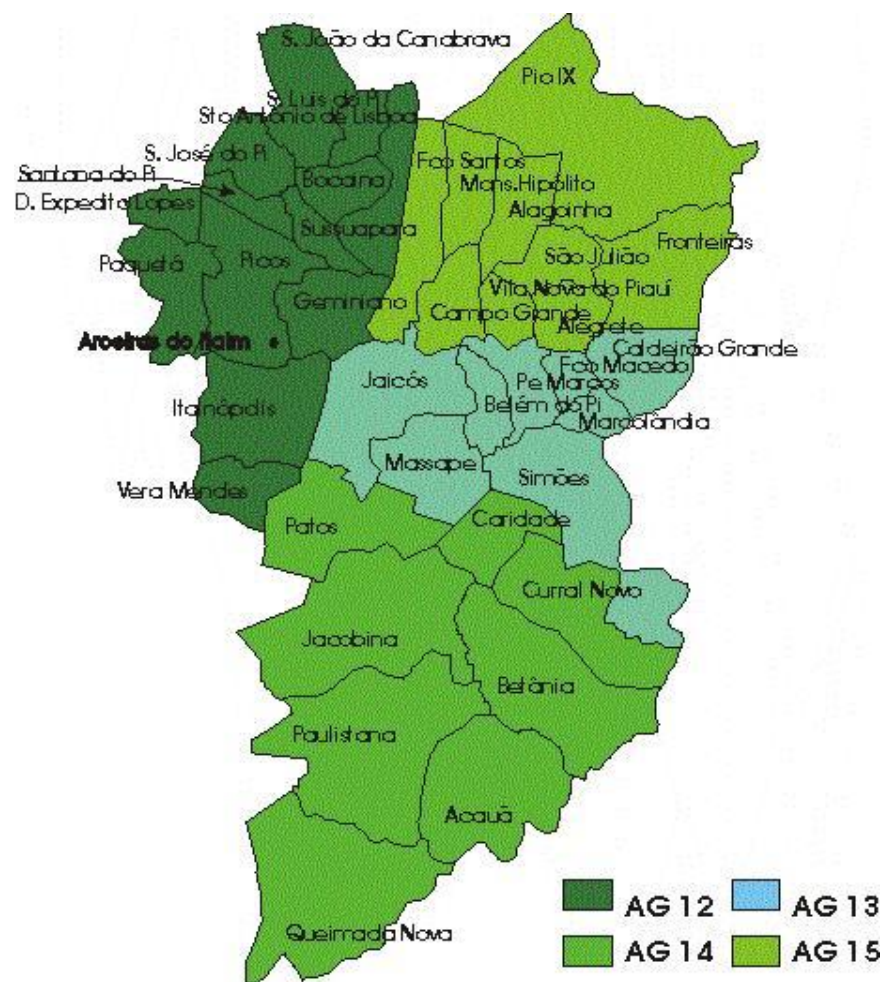 S. João da Canabrava
Pio IX
S. Luis do Pi
Sto Antônio de Lisboa
S. José do Pi
Fco Santos
Santana do Pi
Bocaina
Mons. Hipólito
D. Expedito Lopes
Alagoinha
Sussuapara
Fronteiras
Paquetá
Picos
São Julião
Geminiano
Vila Nova do Piauí
Campo Grande
Alegrete
Aroeiras do Itaim
Caldeirão Grande
Fco Macedo
Jaicós
Pe Marcos
Belém do Pi
Itainópolis
Marcolândia
Massape
Simões
Vera Mendes
Patos
Caridade
Curral Novo
Jacobina
Betânia
Paulistana
Acauã
Queimada Nova
AG 12
AG 13
AG 14
AG 15